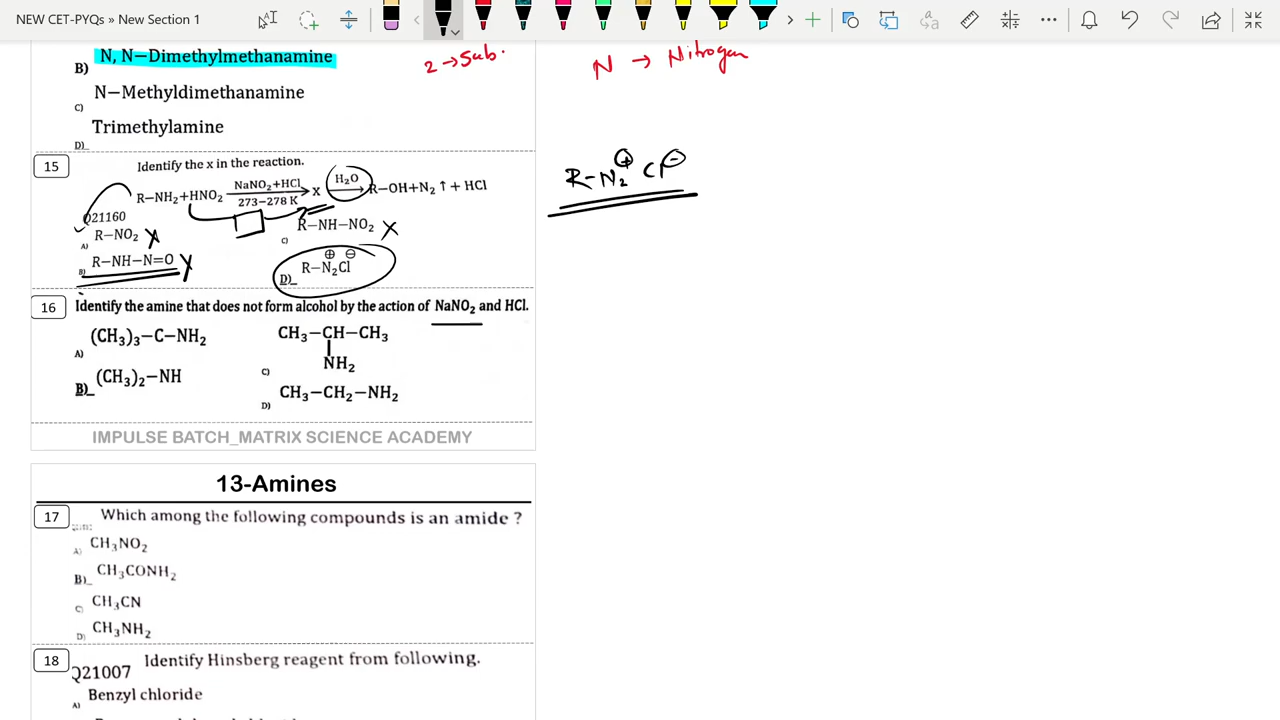 NEW CET-PYQs » New Section 1
B) N, N−Dimethylmethanamine
2 → Sub.
N → Nitrogen
C) N−Methyldimethanamine
D)_ Trimethylamine
15 Identify the x in the reaction.
R−NH₂+HNO₂ NaNO₂+HCl 273−278 K x H₂O R−OH+N₂ ↑ + HCl
R-N₂⊕ Cl⊖
Q21160
A) R−NO₂ X
C) R−NH−NO₂ X
B) R−NH−N=O X
D)_ R−N₂Cl ⊕ ⊖
16 Identify the amine that does not form alcohol by the action of NaNO₂ and HCl.
A) (CH₃)₃−C−NH₂
C) CH₃−CH−CH₃
NH₂
B)_ (CH₃)₂−NH
D) CH₃−CH₂−NH₂
IMPULSE BATCH_MATRIX SCIENCE ACADEMY
13-Amines
17 Which among the following compounds is an amide ?
A) CH₃NO₂
B)_ CH₃CONH₂
C) CH₃CN
D) CH₃NH₂
18 Identify Hinsberg reagent from following.
Q21007
A) Benzyl chloride